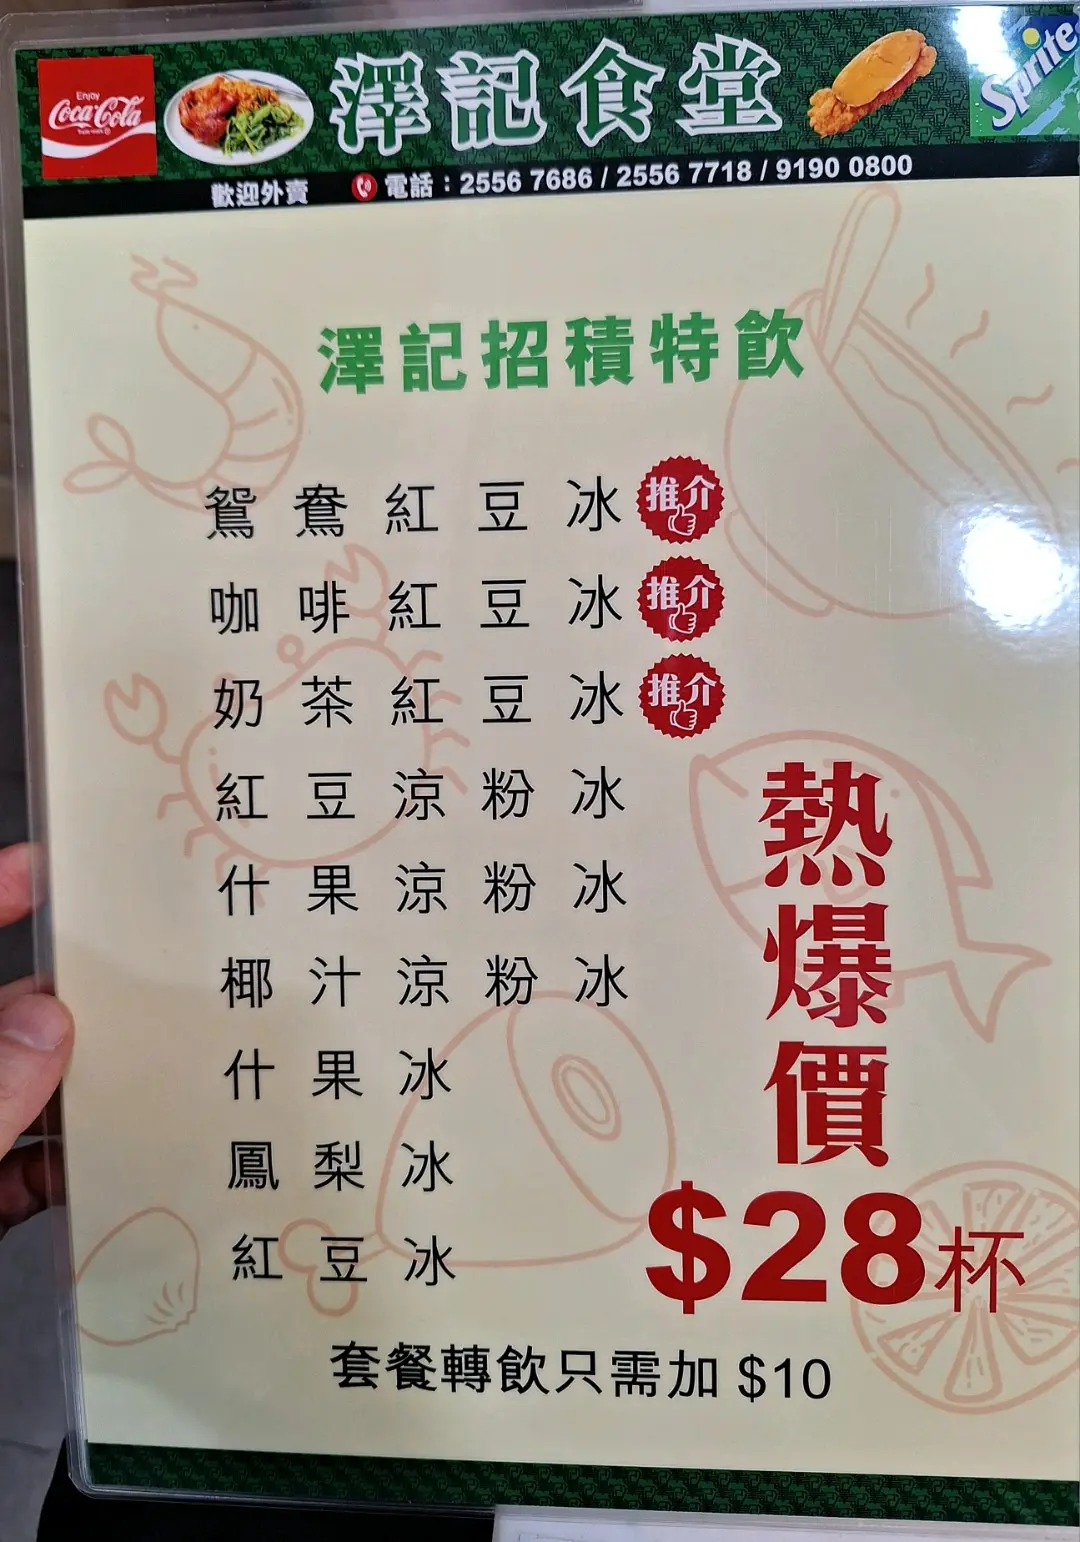 Enjoy
Coca-Cola
澤記食堂
Sprite
歡迎外賣 電話：2556 7686 / 2556 7718 / 9190 0800
澤記招積特飲
鴛鴦紅豆冰 推介
咖啡紅豆冰 推介
奶茶紅豆冰 推介
紅豆涼粉冰
什果涼粉冰
椰汁涼粉冰
什果冰
鳳梨冰
紅豆冰
熱爆價
$28杯
套餐轉飲只需加 $10